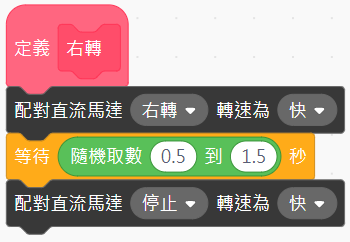 定義 右轉
配對直流馬達 右轉 轉速為 快
等待 隨機取數 0.5 到 1.5 秒
配對直流馬達 停止 轉速為 快